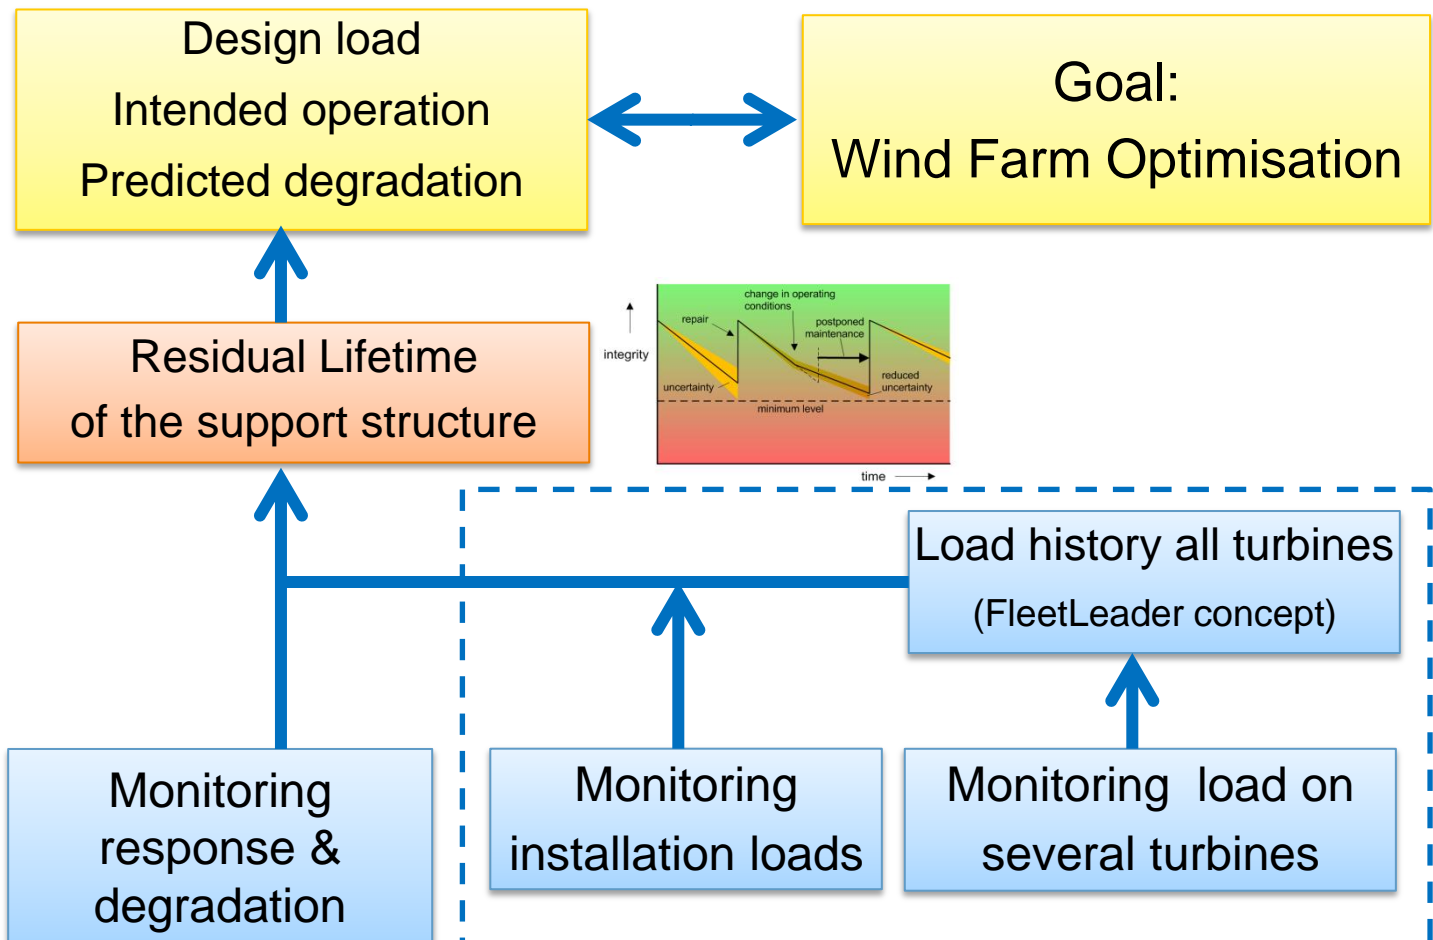 Design load
Intended operation
Predicted degradation
Goal:
Wind Farm Optimisation
Residual Lifetime
of the support structure
integrity
repair
change in operating
conditions
postponed
maintenance
uncertainty
reduced
uncertainty
minimum level
time
Load history all turbines
(FleetLeader concept)
Monitoring
response &
degradation
Monitoring
installation loads
Monitoring load on
several turbines